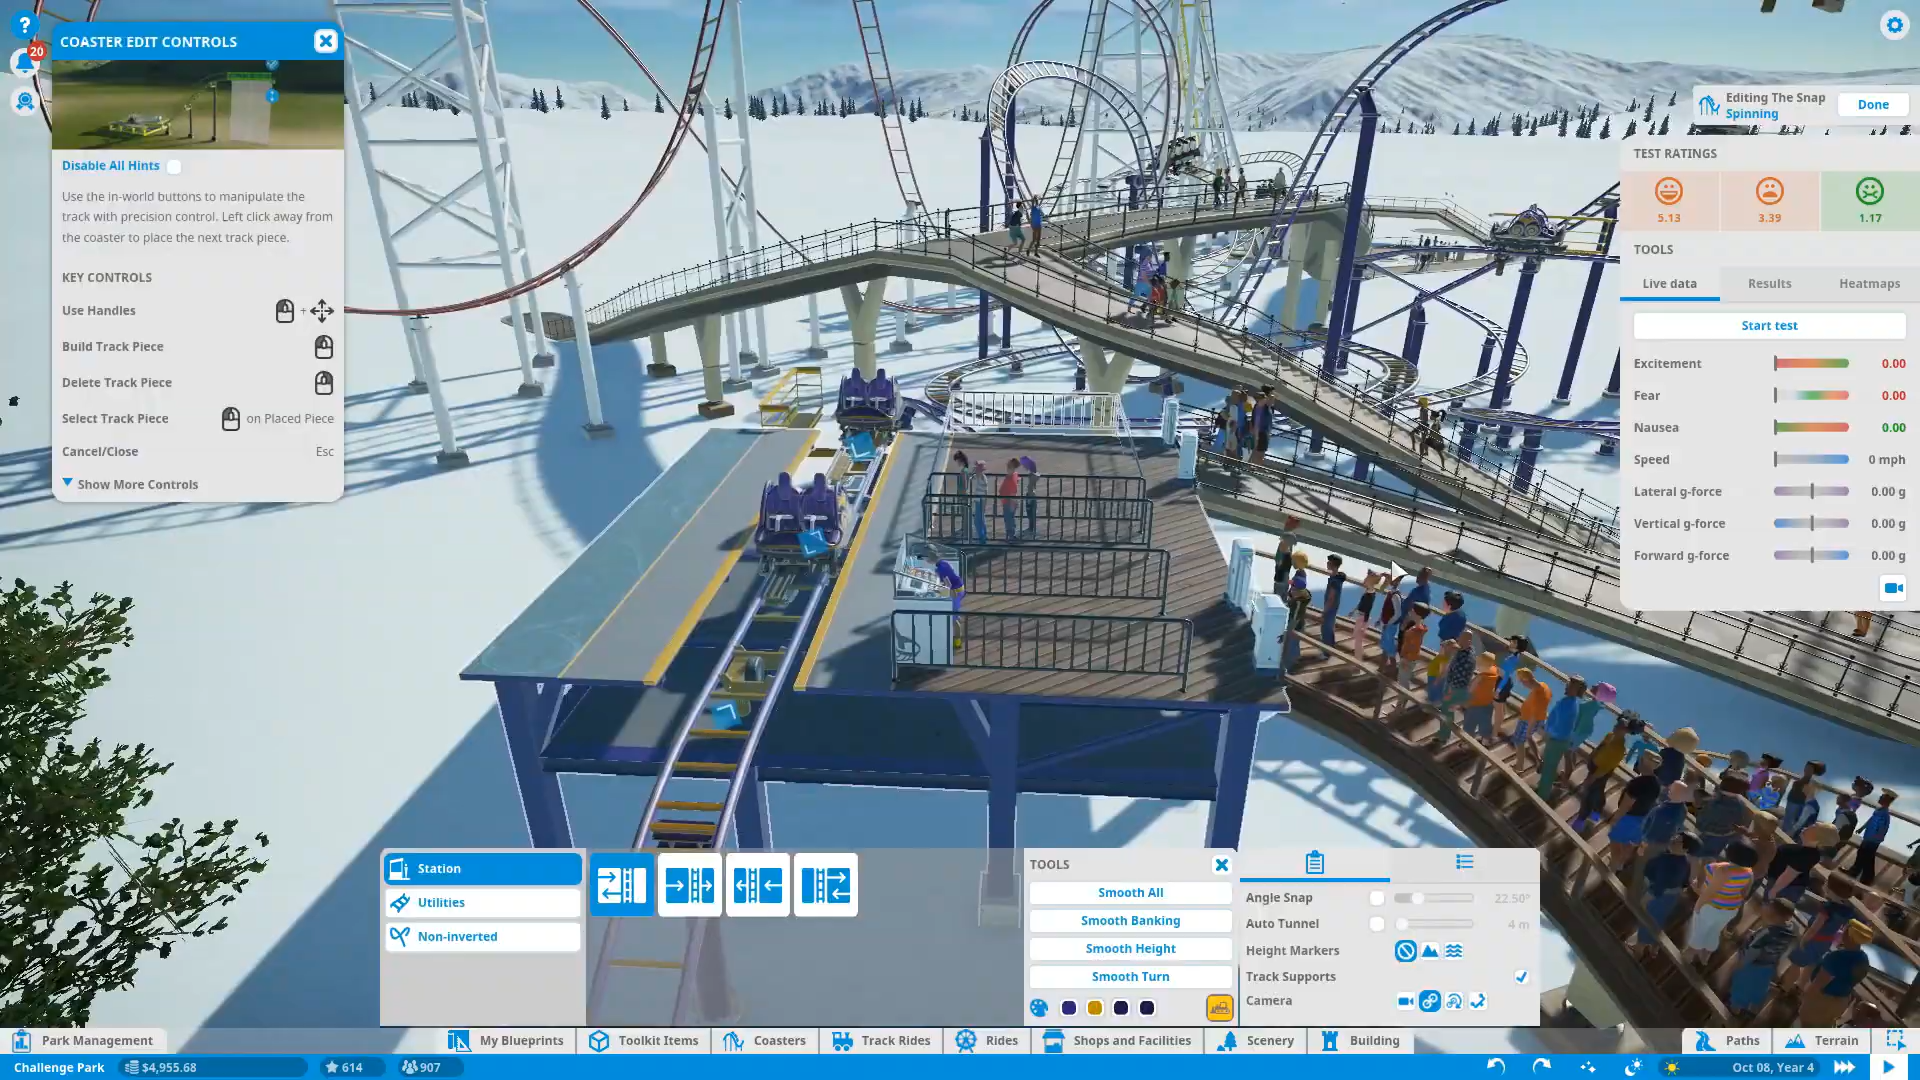 ?
20
COASTER EDIT CONTROLS
Disable All Hints
Use the in-world buttons to manipulate the
track with precision control. Left click away from
the coaster to place the next track piece.
KEY CONTROLS
Use Handles
+
Build Track Piece
Delete Track Piece
Select Track Piece
on Placed Piece
Cancel/Close
Esc
Show More Controls
Editing The Snap
Spinning
Done
TEST RATINGS
5.13
3.39
1.17
TOOLS
Live data
Results
Heatmaps
Start test
Excitement
0.00
Fear
0.00
Nausea
0.00
Speed
0 mph
Lateral g-force
0.00 g
Vertical g-force
0.00 g
Forward g-force
0.00 g
Station
Utilities
Non-inverted
TOOLS
Smooth All
Smooth Banking
Smooth Height
Smooth Turn
Angle Snap
22.50°
Auto Tunnel
4 m
Height Markers
Track Supports
Camera
Park Management
My Blueprints
Toolkit Items
Coasters
Track Rides
Rides
Shops and Facilities
Scenery
Building
Paths
Terrain
Challenge Park
$4,955.68
614
907
Oct 08, Year 4